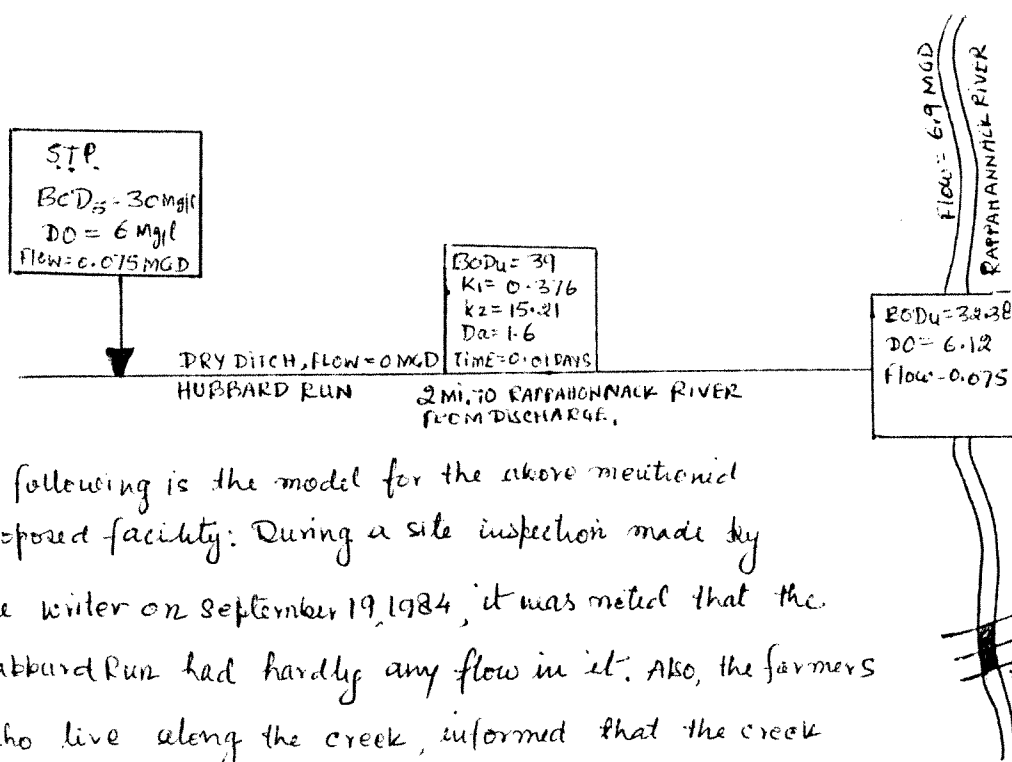 S.T.P.
BOD5 - 30 Mg/l
DO = 6 Mg/l
Flow = 0.075 MGD
BODu = 39
K1 = 0.376
k2 = 15.21
Da = 1.6
TIME = 0.01 DAYS
DRY DITCH, FLOW = 0 MGD
HUBBARD RUN
2 MI. TO RAPPAHONNACK RIVER
FROM DISCHARGE.
Flow = 6.9 MGD
RAPPAHANNACK RIVER
BODu = 32.38
DO = 6.12
Flow - 0.075
following is the model for the above mentioned
oposed facility: During a site inspection made by
e writer on September 19, 1984, it was noted that the
abbard Run had hardly any flow in it. Also, the farmers
ho live along the creek, informed that the creek